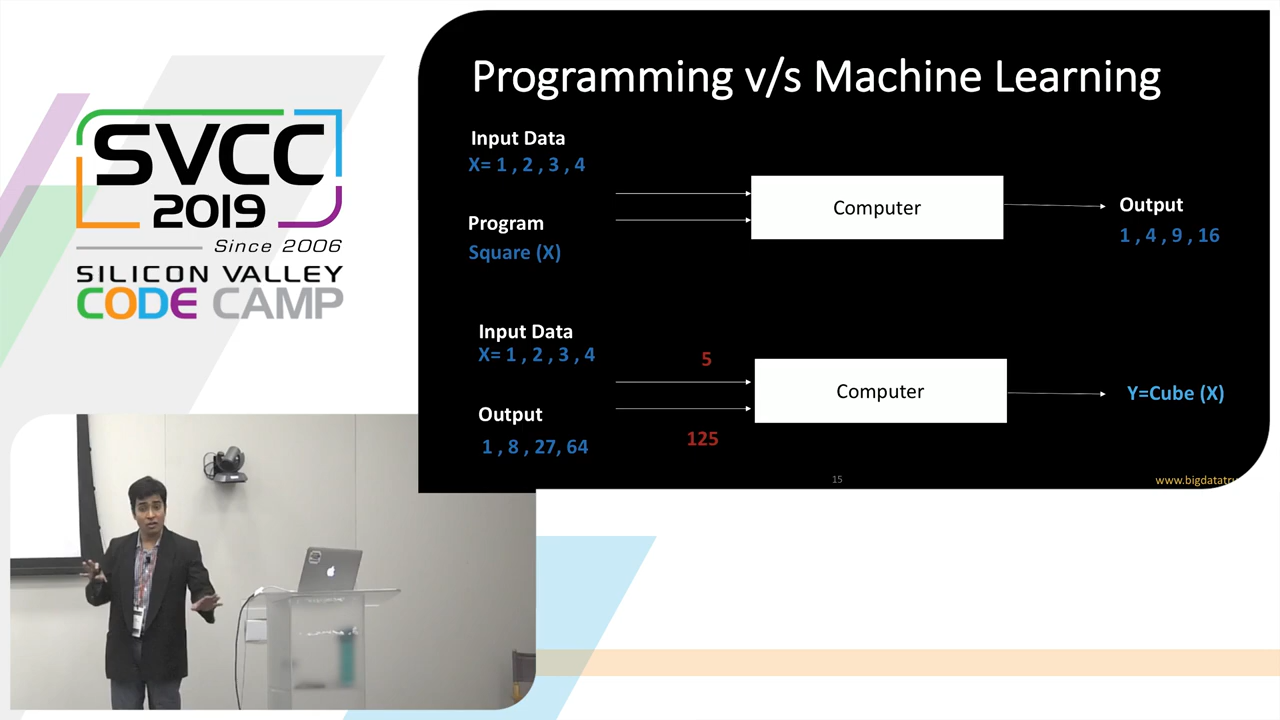 SVCC
2019
Since 2006
SILICON VALLEY
CODE CAMP
Programming v/s Machine Learning
Input Data
X= 1 , 2 , 3 , 4
Program
Square (X)
Computer
Output
1 , 4 , 9 , 16
Input Data
X= 1 , 2 , 3 , 4
5
Output
1 , 8 , 27, 64
125
Computer
Y=Cube (X)
15